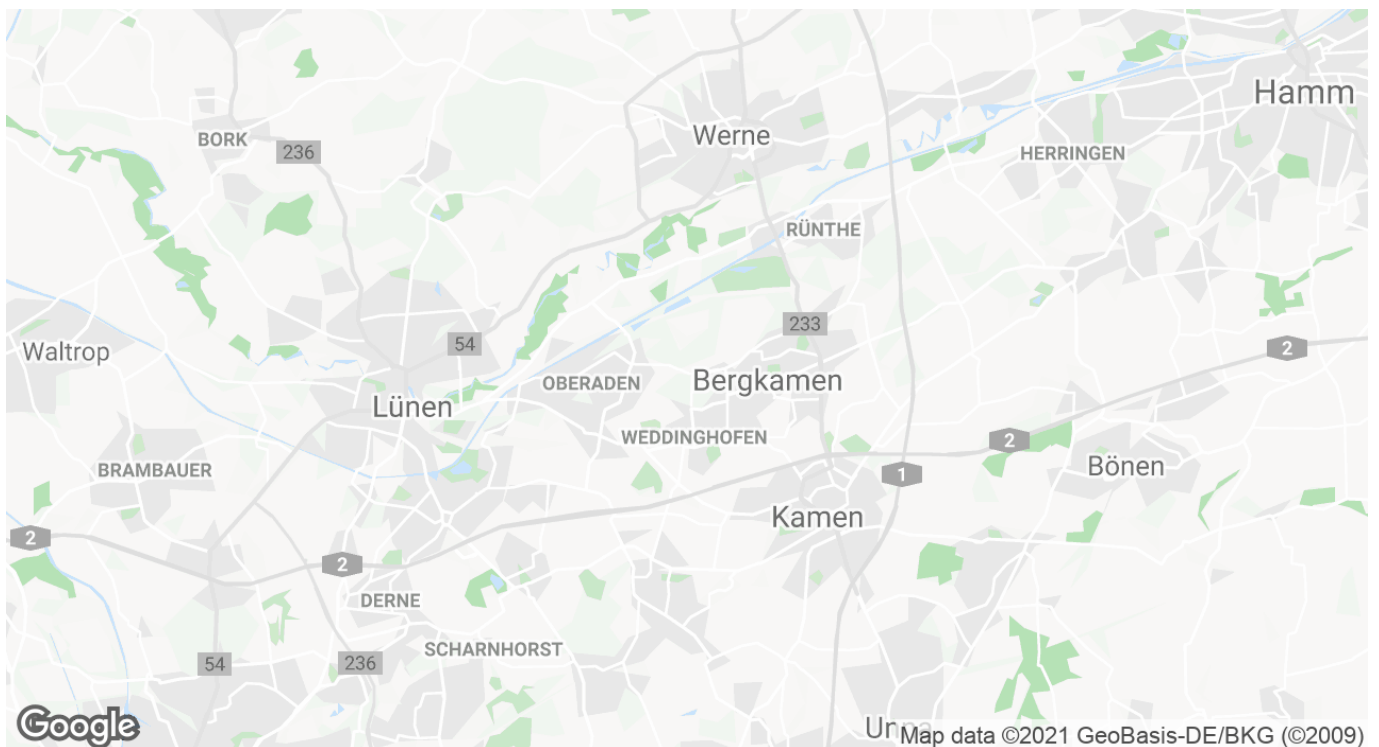 Hamm
Werne
BORK
236
HERRINGEN
RÜNTHE
233
54
2
Waltrop
OBERADEN
Bergkamen
Lünen
WEDDINGHOFEN
2
BRAMBAUER
Bönen
1
Kamen
2
2
DERNE
SCHARNHORST
54
236
Google
Map data ©2021 GeoBasis-DE/BKG (©2009)